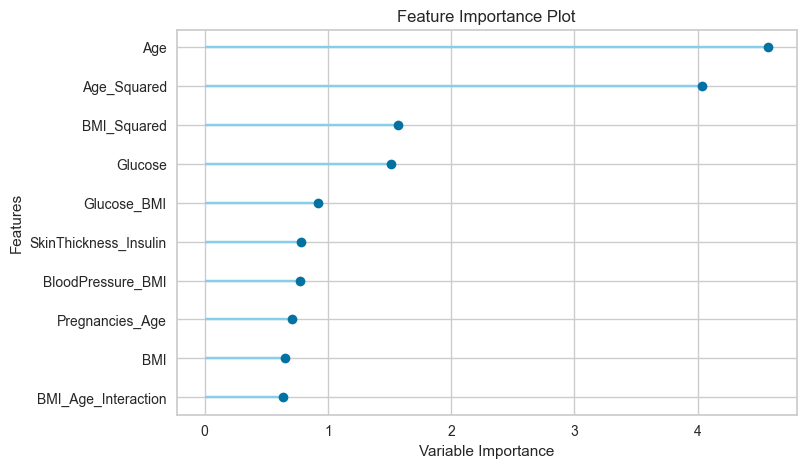 Feature Importance Plot
Age
Age_Squared
BMI_Squared
Glucose
Glucose_BMI
SkinThickness_Insulin
BloodPressure_BMI
Pregnancies_Age
BMI
BMI_Age_Interaction
Features
0 1 2 3 4
Variable Importance